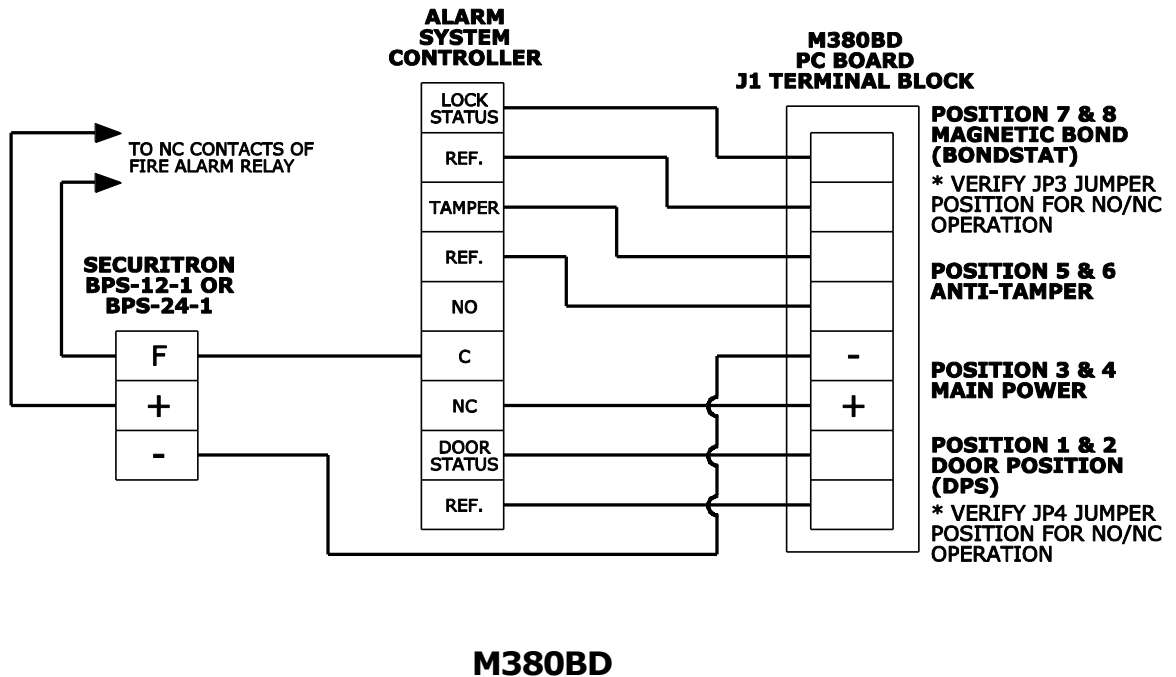 ALARM
SYSTEM
CONTROLLER
M380BD
PC BOARD
J1 TERMINAL BLOCK
TO NC CONTACTS OF
FIRE ALARM RELAY
SECURITRON
BPS-12-1 OR
BPS-24-1
F
+
-
LOCK
STATUS
REF.
TAMPER
REF.
NO
C
NC
DOOR
STATUS
REF.
-
+
POSITION 7 & 8
MAGNETIC BOND
(BONDSTAT)
* VERIFY JP3 JUMPER
POSITION FOR NO/NC
OPERATION
POSITION 5 & 6
ANTI-TAMPER
POSITION 3 & 4
MAIN POWER
POSITION 1 & 2
DOOR POSITION
(DPS)
* VERIFY JP4 JUMPER
POSITION FOR NO/NC
OPERATION
M380BD